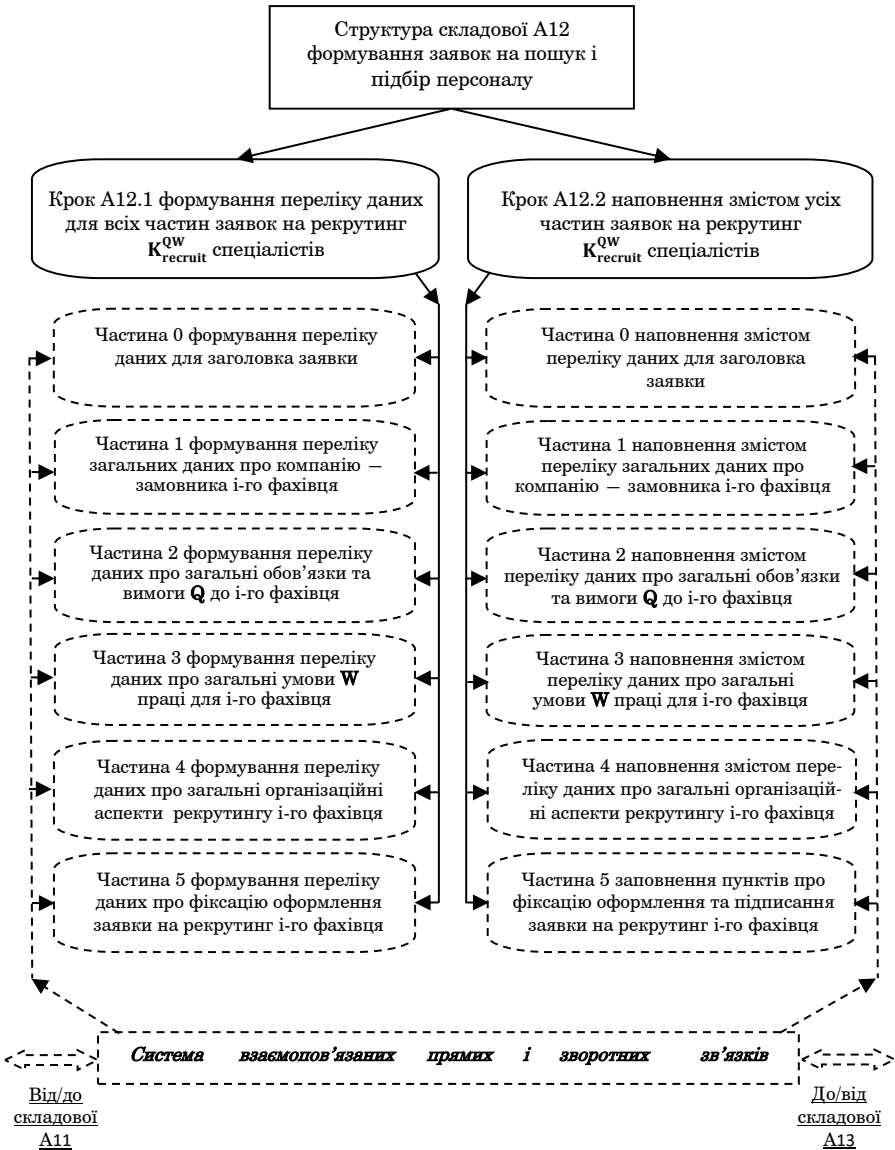 Структура складової А12
формування заявок на пошук і
підбір персоналу
Крок А12.1 формування переліку даних
для всіх частин заявок на рекрутинг
K^QW_recruit спеціалістів
Крок А12.2 наповнення змістом усіх
частин заявок на рекрутинг
K^QW_recruit спеціалістів
Частина 0 формування переліку
даних для заголовка заявки
Частина 1 формування переліку
загальних даних про компанію –
замовника і-го фахівця
Частина 2 формування переліку
даних про загальні обов’язки та
вимоги Q до і-го фахівця
Частина 3 формування переліку
даних про загальні умови W
праці для і-го фахівця
Частина 4 формування переліку
даних про загальні організаційні
аспекти рекрутингу і-го фахівця
Частина 5 формування переліку
даних про фіксацію оформлення
заявки на рекрутинг і-го фахівця
Частина 0 наповнення змістом
переліку даних для заголовка
заявки
Частина 1 наповнення змістом
переліку загальних даних про
компанію – замовника і-го фахівця
Частина 2 наповнення змістом
переліку даних про загальні обов’язки
та вимоги Q до і-го фахівця
Частина 3 наповнення змістом
переліку даних про загальні
умови W праці для і-го фахівця
Частина 4 наповнення змістом пере-
ліку даних про загальні організацій-
ні аспекти рекрутингу і-го фахівця
Частина 5 заповнення пунктів про
фіксацію оформлення та підписання
заявки на рекрутинг і-го фахівця
Система взаємопов’язаних прямих і зворотних зв’язків
Від/до
складової
А11
До/від
складової
А13